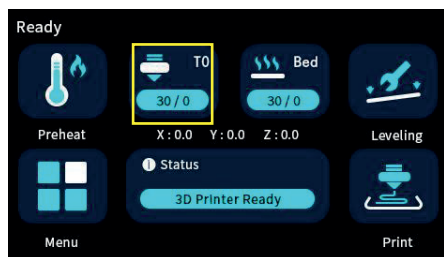 Ready
T0
30 / 0
Bed
30 / 0
Preheat
X : 0.0 Y : 0.0 Z : 0.0
Leveling
Status
3D Printer Ready
Menu
Print